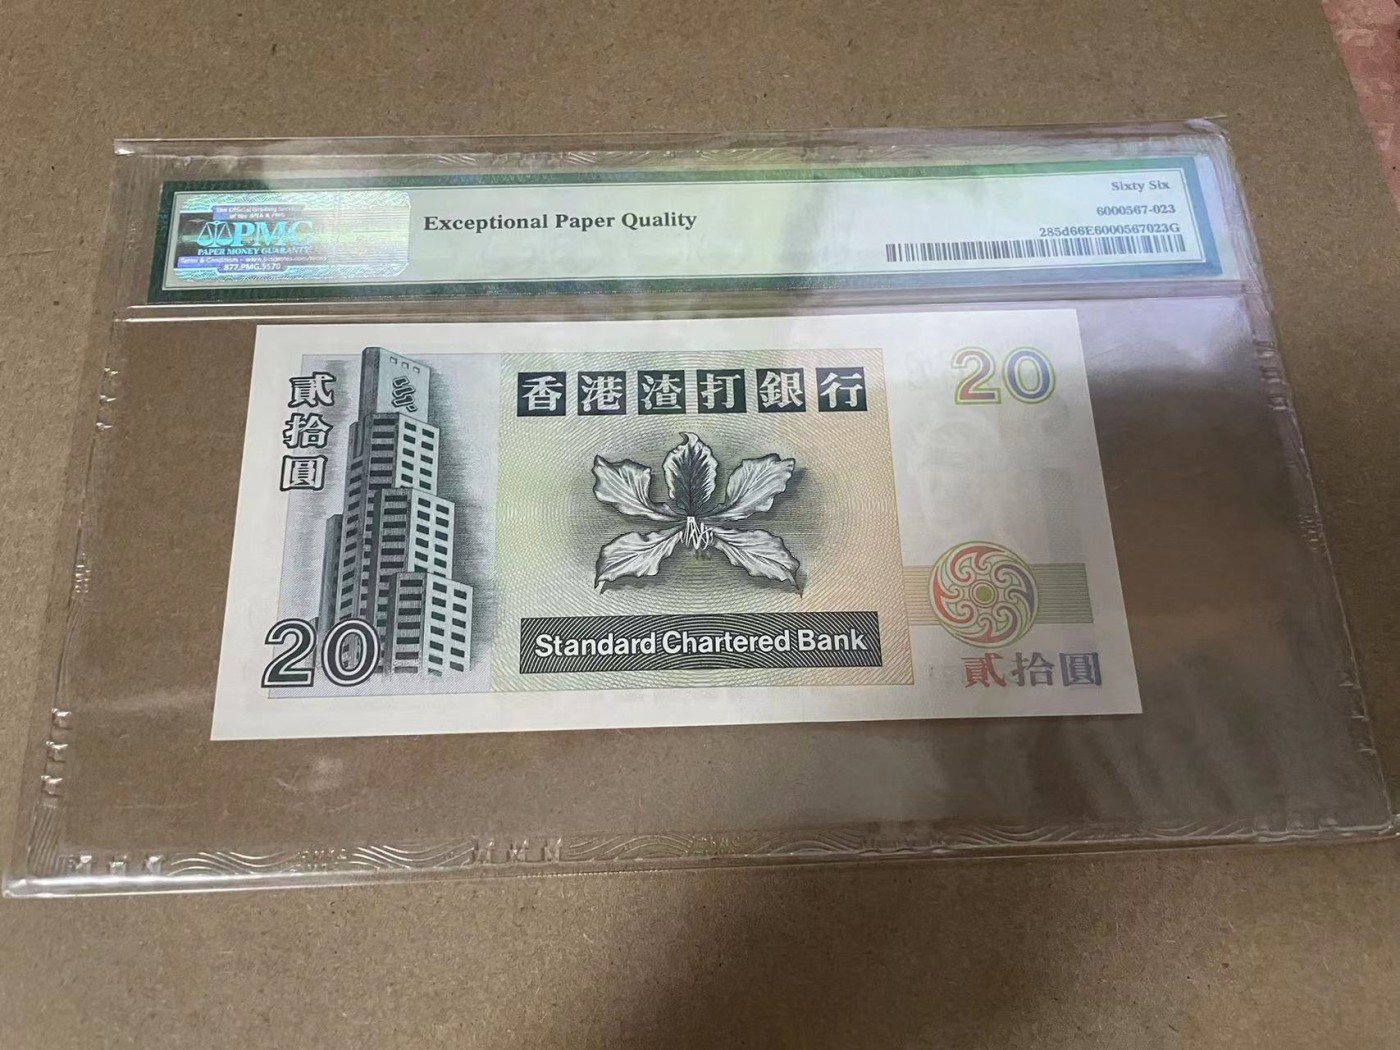 Sixty Six
Exceptional Paper Quality
6000567-023
285d66E6000567023G
PMG
PAPER MONEY GUARANTY
877.PMG.5570
香港渣打銀行
20
貳拾圓
Standard Chartered Bank
20
貳拾圓